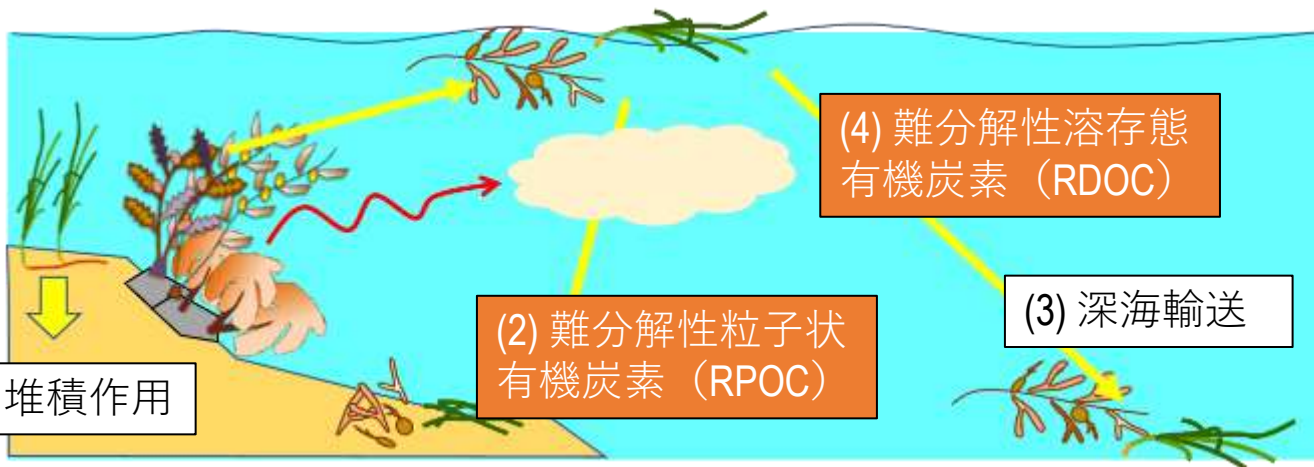 (4) 難分解性溶存態
有機炭素（RDOC）
(3) 深海輸送
(2) 難分解性粒子状
有機炭素（RPOC）
堆積作用